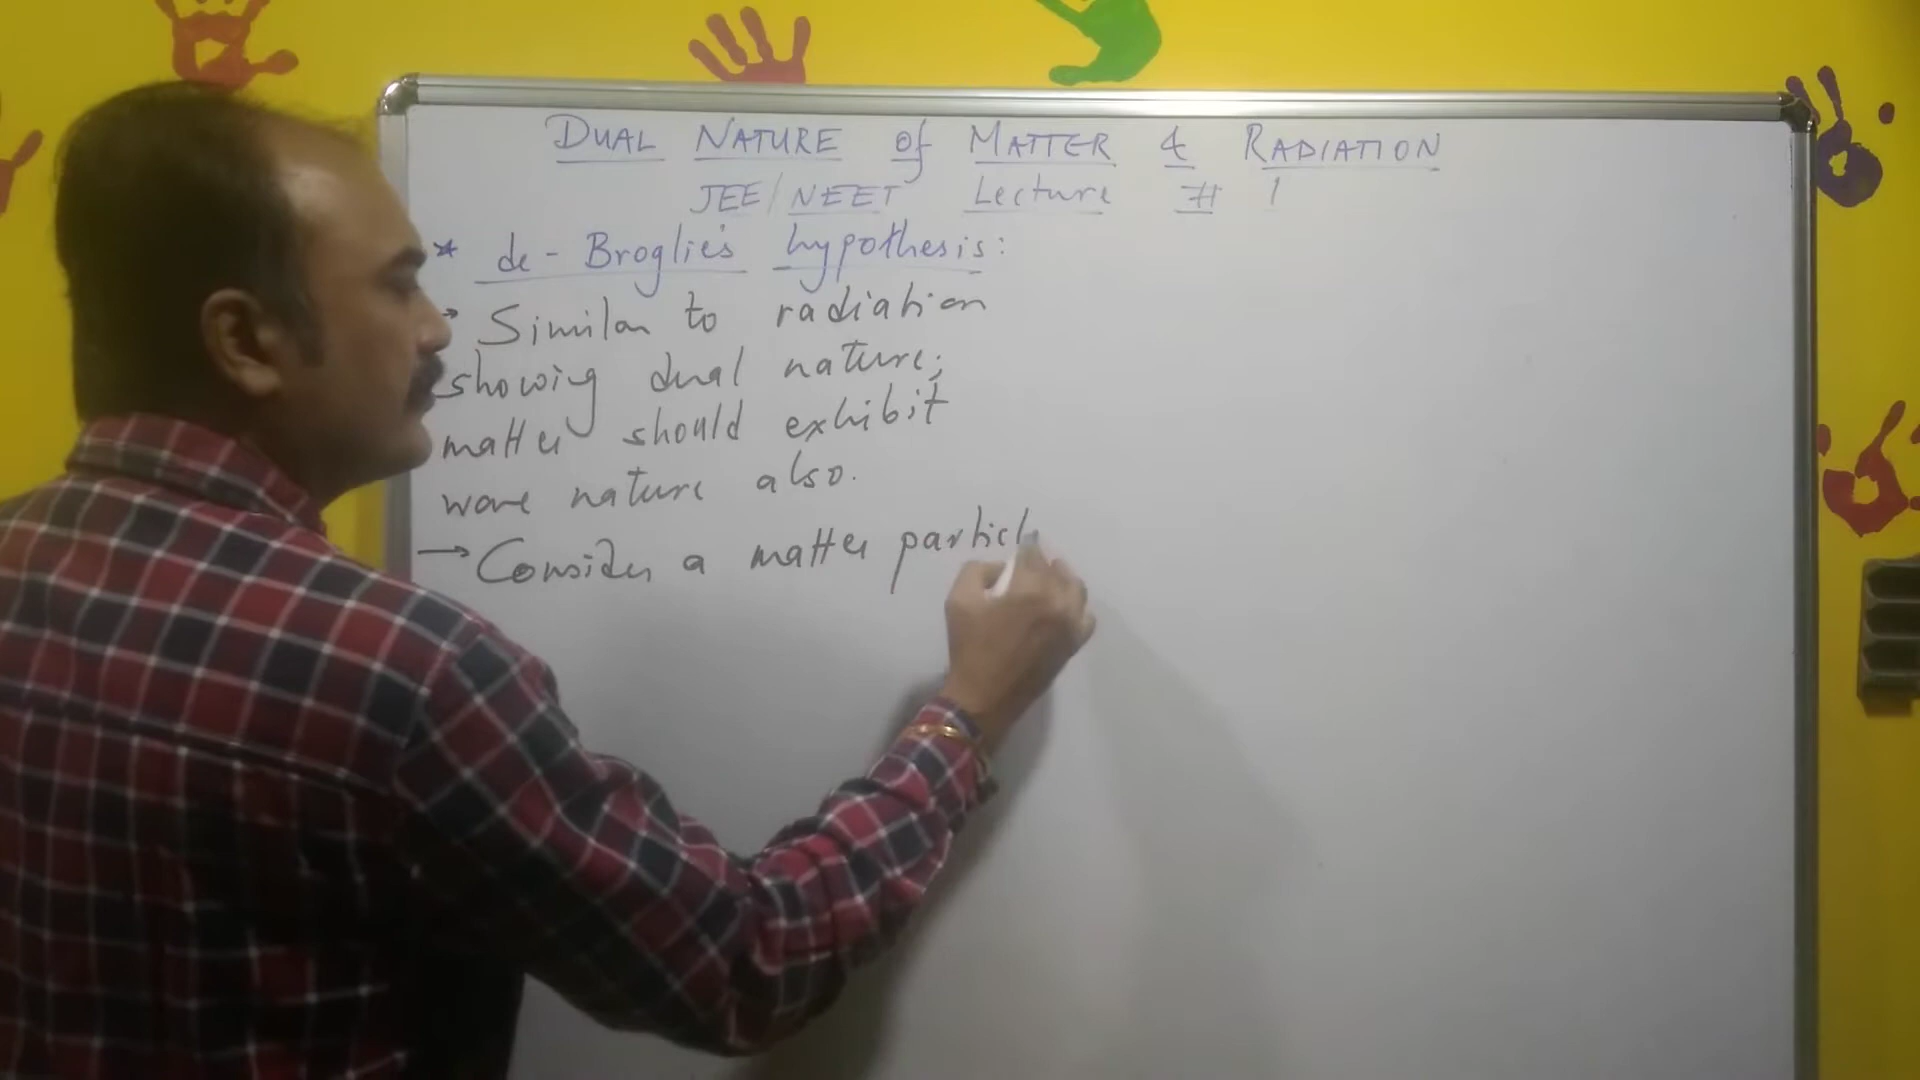 DUAL NATURE of MATTER & RADIATION
JEE/NEET Lecture # 1
* de-Broglie's hypothesis:
→ Similar to radiation
showing dual nature;
matter should exhibit
wave nature also.
→ Consider a matter particle